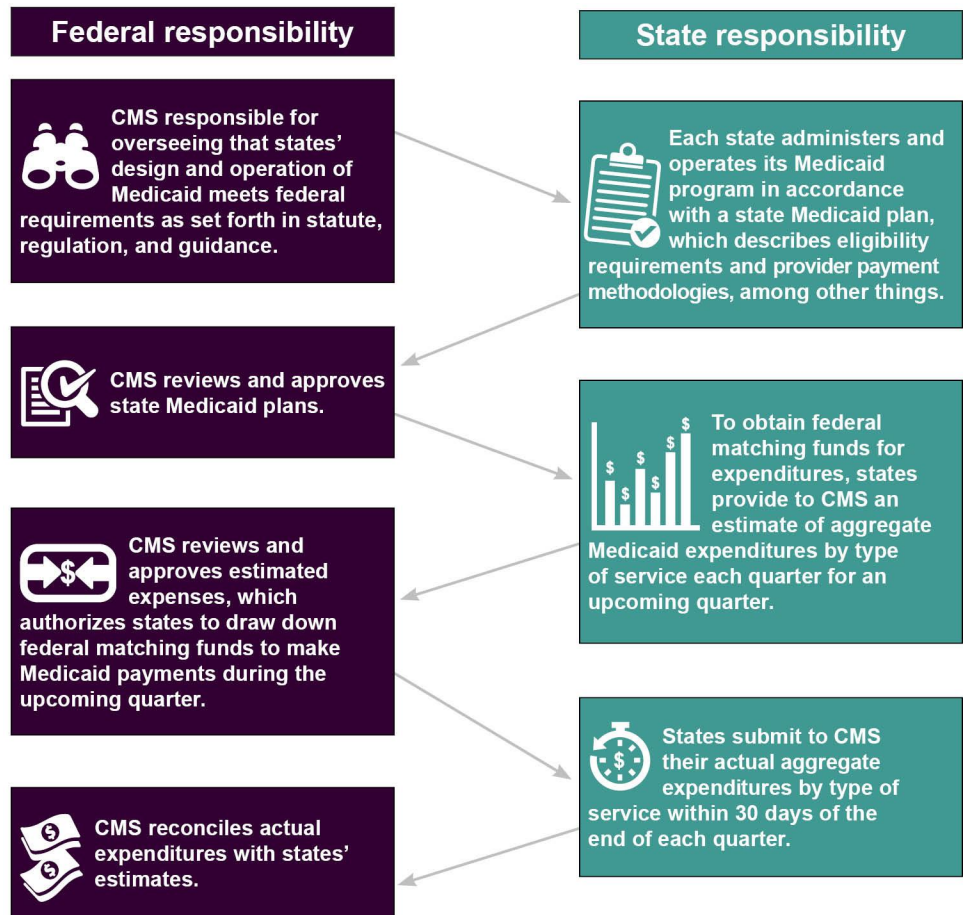 Federal responsibility
State responsibility
CMS responsible for
overseeing that states’
design and operation of
Medicaid meets federal
requirements as set forth in statute,
regulation, and guidance.
Each state administers and
operates its Medicaid
program in accordance
with a state Medicaid plan,
which describes eligibility
requirements and provider payment
methodologies, among other things.
CMS reviews and approves
state Medicaid plans.
$
$
$
$
$
$
To obtain federal
matching funds for
expenditures, states
provide to CMS an
estimate of aggregate
Medicaid expenditures by type
of service each quarter for an
upcoming quarter.
$
CMS reviews and
approves estimated
expenses, which
authorizes states to draw down
federal matching funds to make
Medicaid payments during the
upcoming quarter.
$
States submit to CMS
their actual aggregate
expenditures by type of
service within 30 days of the
end of each quarter.
$
$
CMS reconciles actual
expenditures with states’
estimates.